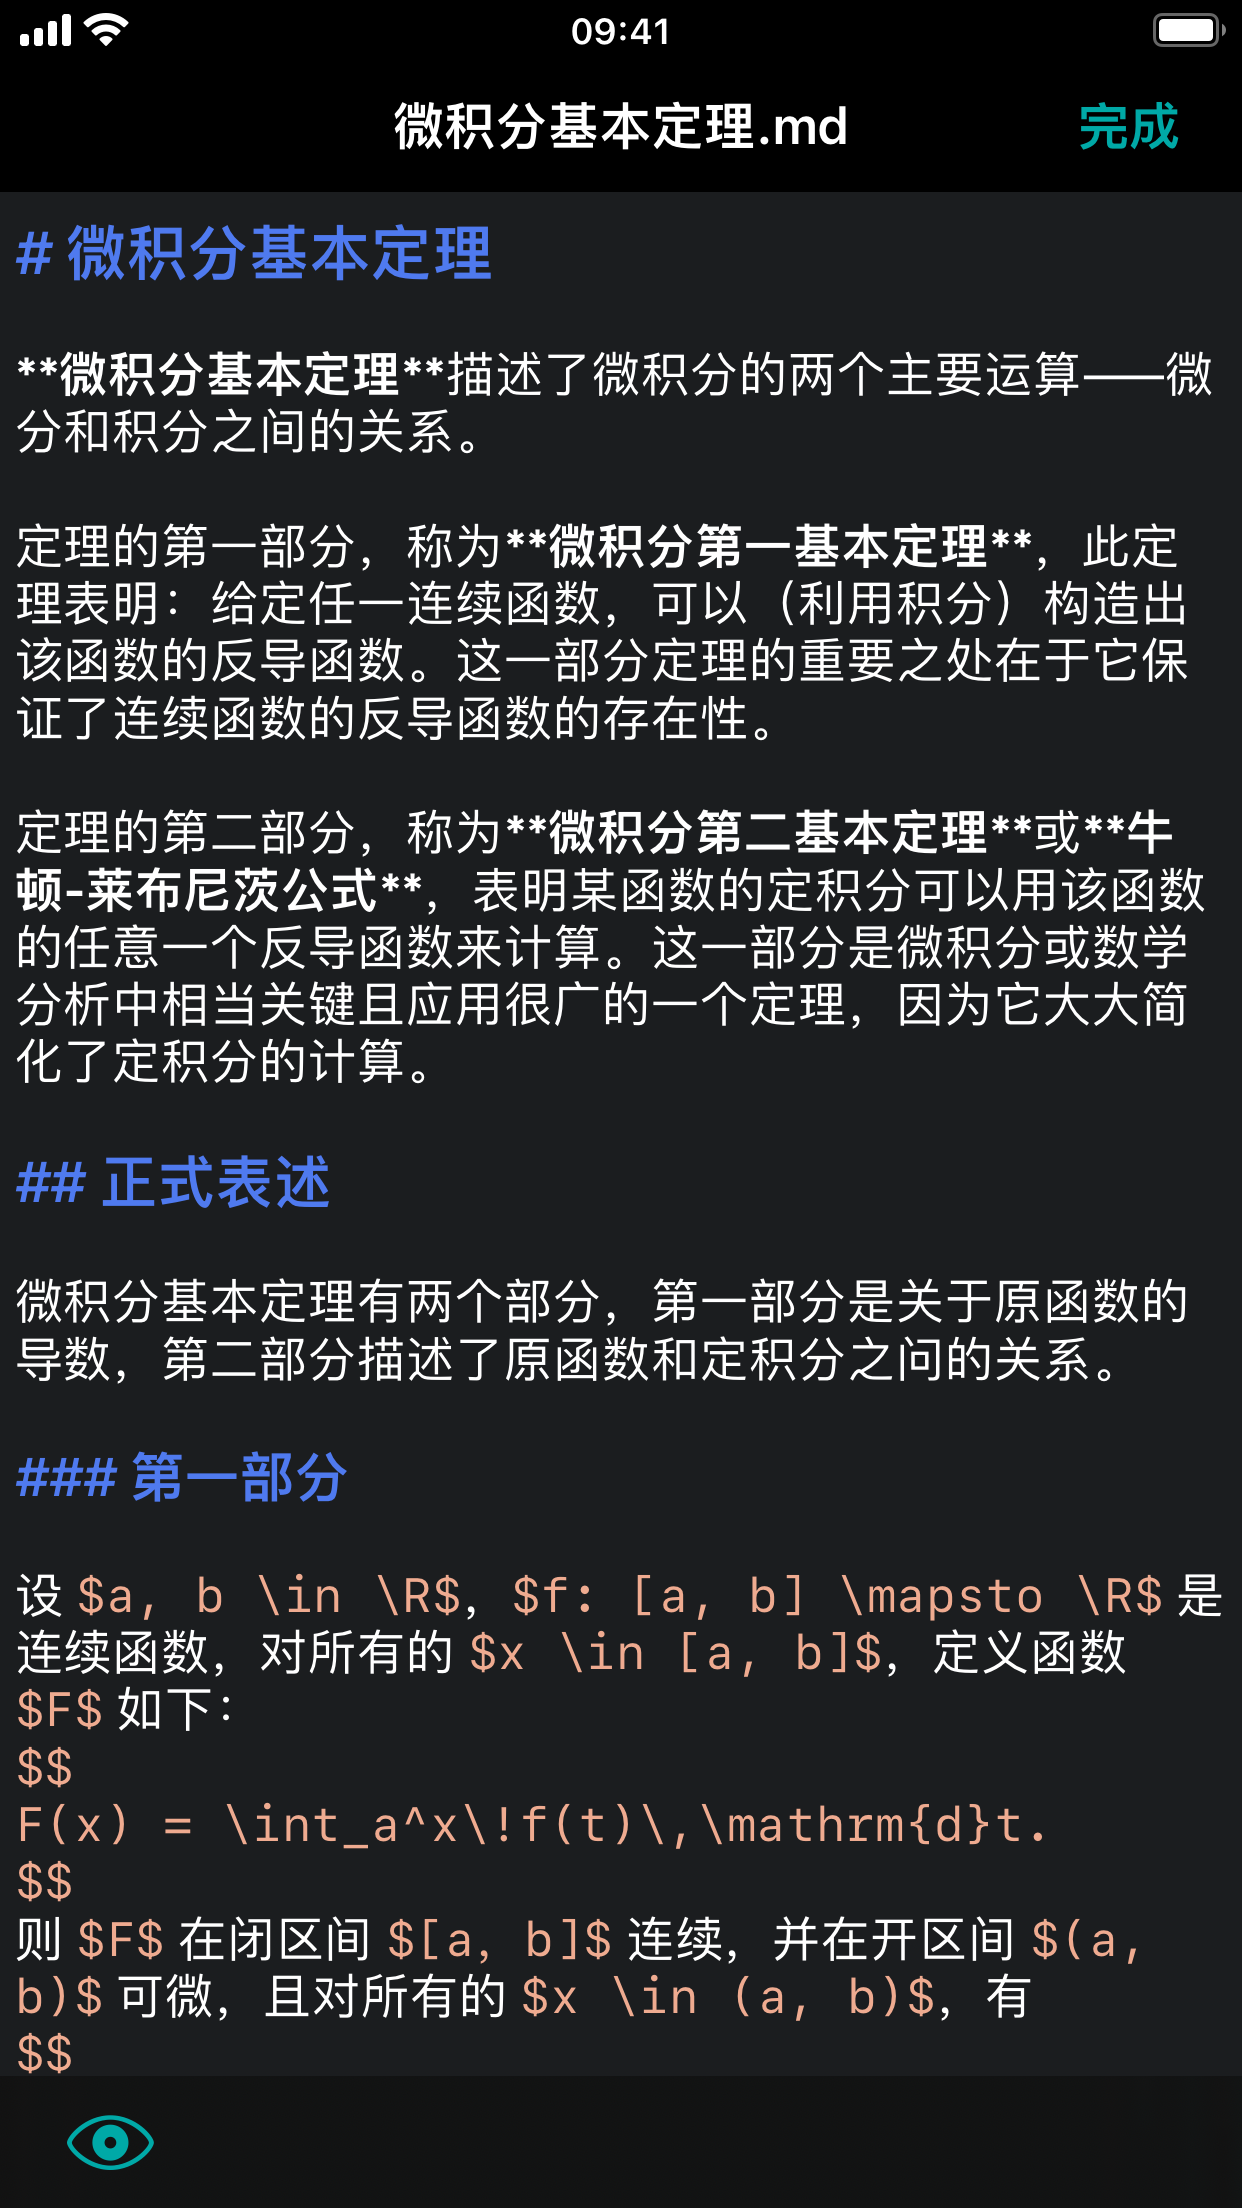 09:41
微积分基本定理.md
完成
# 微积分基本定理
**微积分基本定理**描述了微积分的两个主要运算——微
分和积分之间的关系。
定理的第一部分，称为**微积分第一基本定理**，此定
理表明：给定任一连续函数，可以（利用积分）构造出
该函数的反导函数。这一部分定理的重要之处在于它保
证了连续函数的反导函数的存在性。
定理的第二部分，称为**微积分第二基本定理**或**牛
顿-莱布尼茨公式**，表明某函数的定积分可以用该函数
的任意一个反导函数来计算。这一部分是微积分或数学
分析中相当关键且应用很广的一个定理，因为它大大简
化了定积分的计算。
## 正式表述
微积分基本定理有两个部分，第一部分是关于原函数的
导数，第二部分描述了原函数和定积分之问的关系。
### 第一部分
设 $a, b \in \R$，$f: [a, b] \mapsto \R$ 是
连续函数，对所有的 $x \in [a, b]$，定义函数
$F$ 如下：
$$
F(x) = \int_a^x\!f(t)\,\mathrm{d}t.
$$
则 $F$ 在闭区间 $[a, b]$ 连续，并在开区间 $(a,
b)$ 可微，且对所有的 $x \in (a, b)$，有
$$